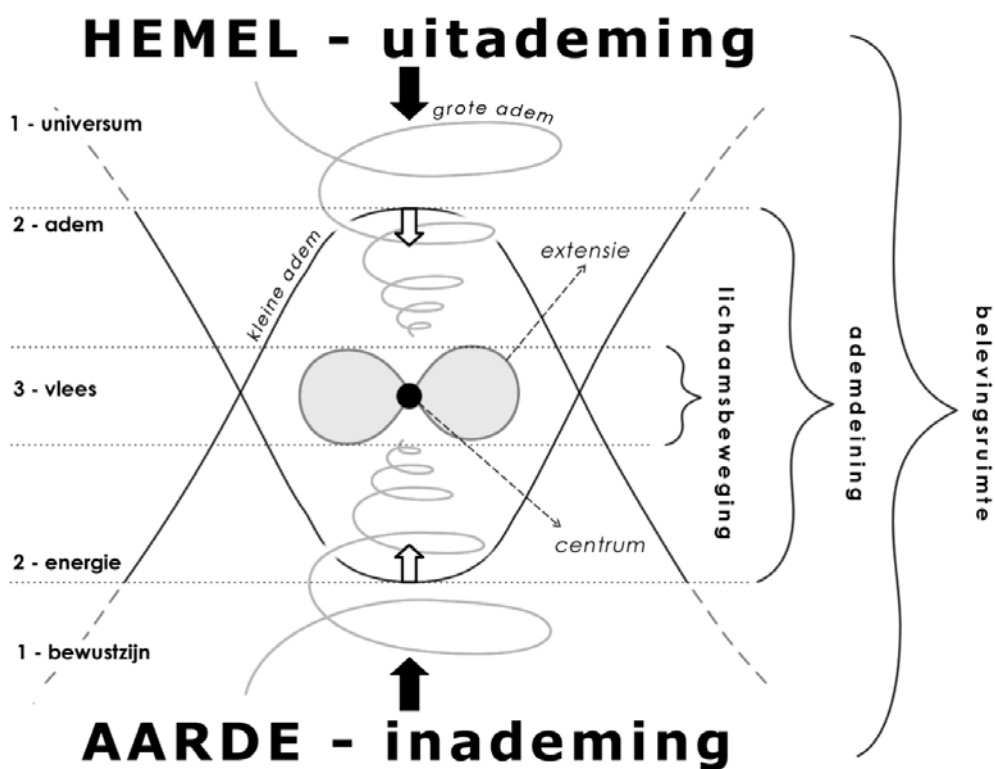 HEMEL - uitademing
grote adem
1 - universum
2 - adem
kleine adem
extensie
3 - vlees
lichaamsbeweging
ademdeining
belevingsruimte
centrum
2 - energie
1 - bewustzijn
AARDE - inademing